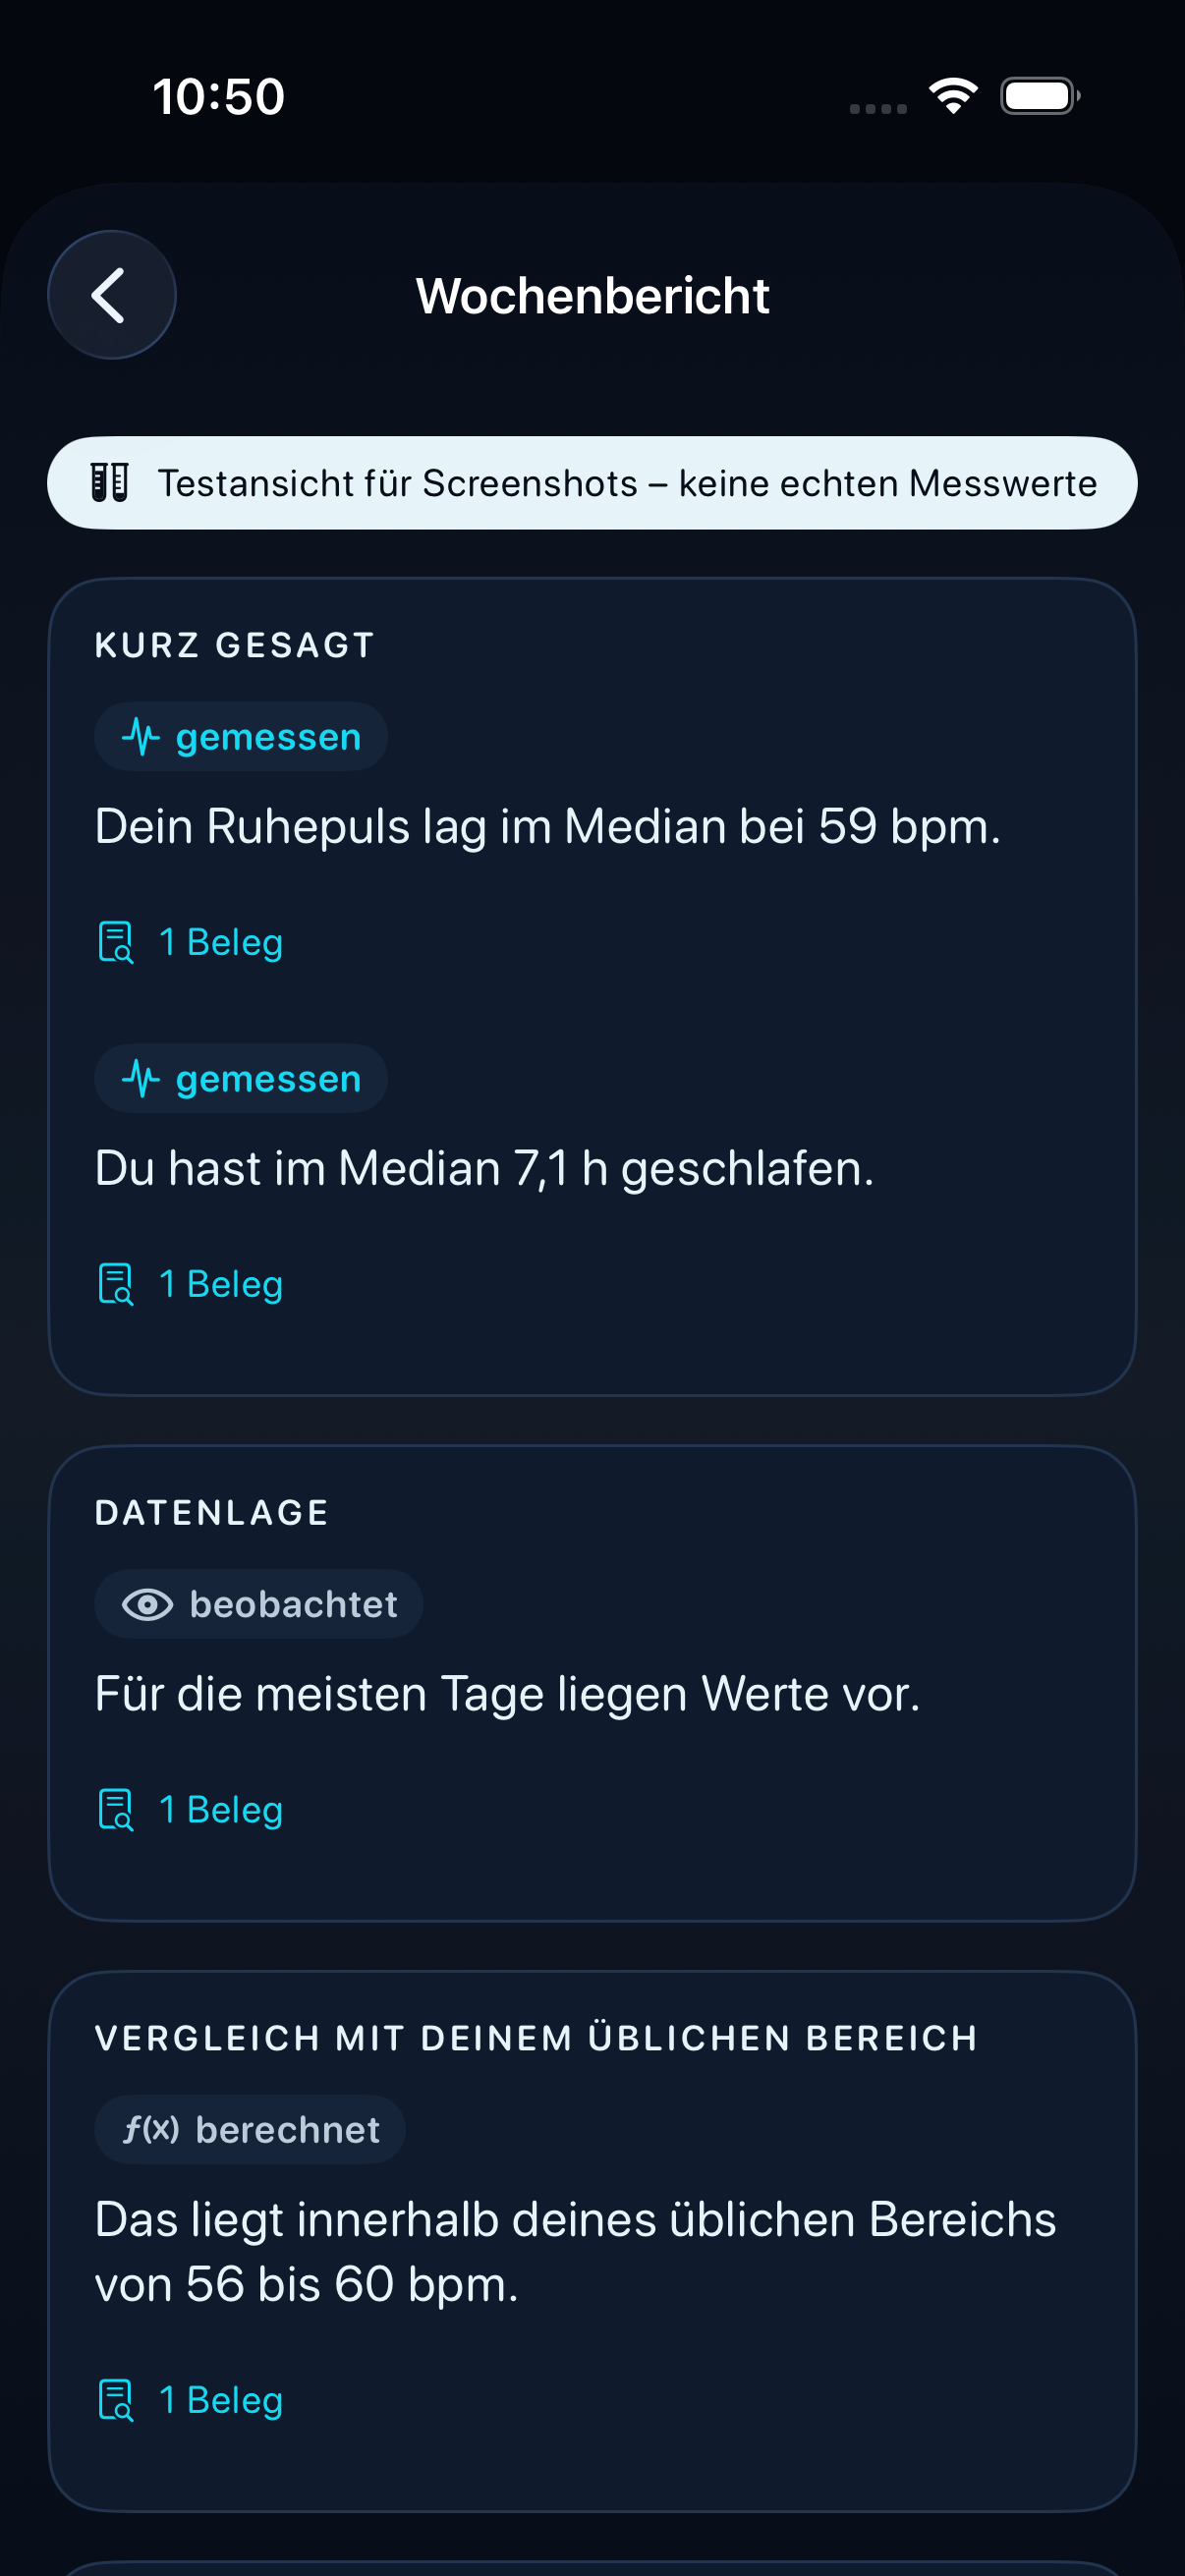 10:50
Wochenbericht
Testansicht für Screenshots – keine echten Messwerte
KURZ GESAGT
gemessen
Dein Ruhepuls lag im Median bei 59 bpm.
1 Beleg
gemessen
Du hast im Median 7,1 h geschlafen.
1 Beleg
DATENLAGE
beobachtet
Für die meisten Tage liegen Werte vor.
1 Beleg
VERGLEICH MIT DEINEM ÜBLICHEN BEREICH
f(x) berechnet
Das liegt innerhalb deines üblichen Bereichs
von 56 bis 60 bpm.
1 Beleg